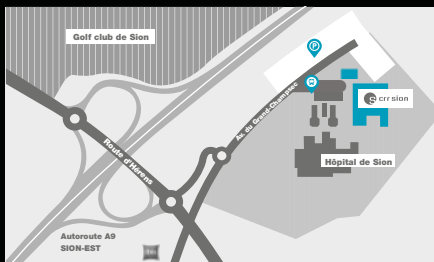 Golf club de Sion
P
crr sion
Av. du Grand-Champsec
Route d'Hérens
Hôpital de Sion
Autoroute A9
SION-EST